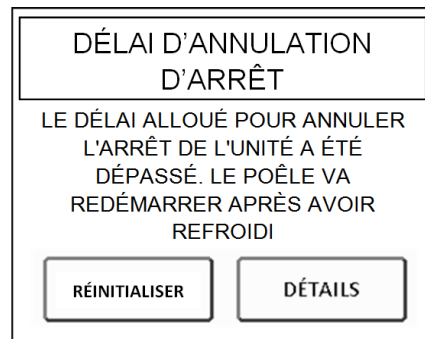 DÉLAI D’ANNULATION
D’ARRÊT
LE DÉLAI ALLOUÉ POUR ANNULER
L'ARRÊT DE L'UNITÉ A ÉTÉ
DÉPASSÉ. LE POÊLE VA
REDÉMARRER APRÈS AVOIR
REFROIDI
RÉINITIALISER DÉTAILS